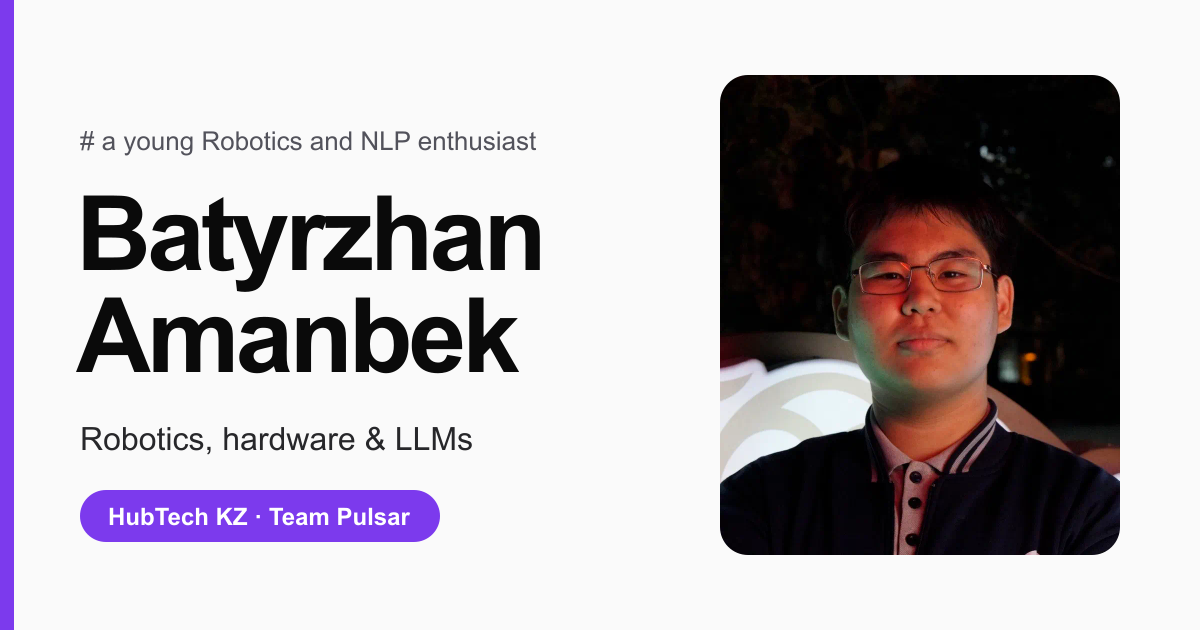 # a young Robotics and NLP enthusiast
Batyrzhan
Amanbek
Robotics, hardware & LLMs
HubTech KZ · Team Pulsar